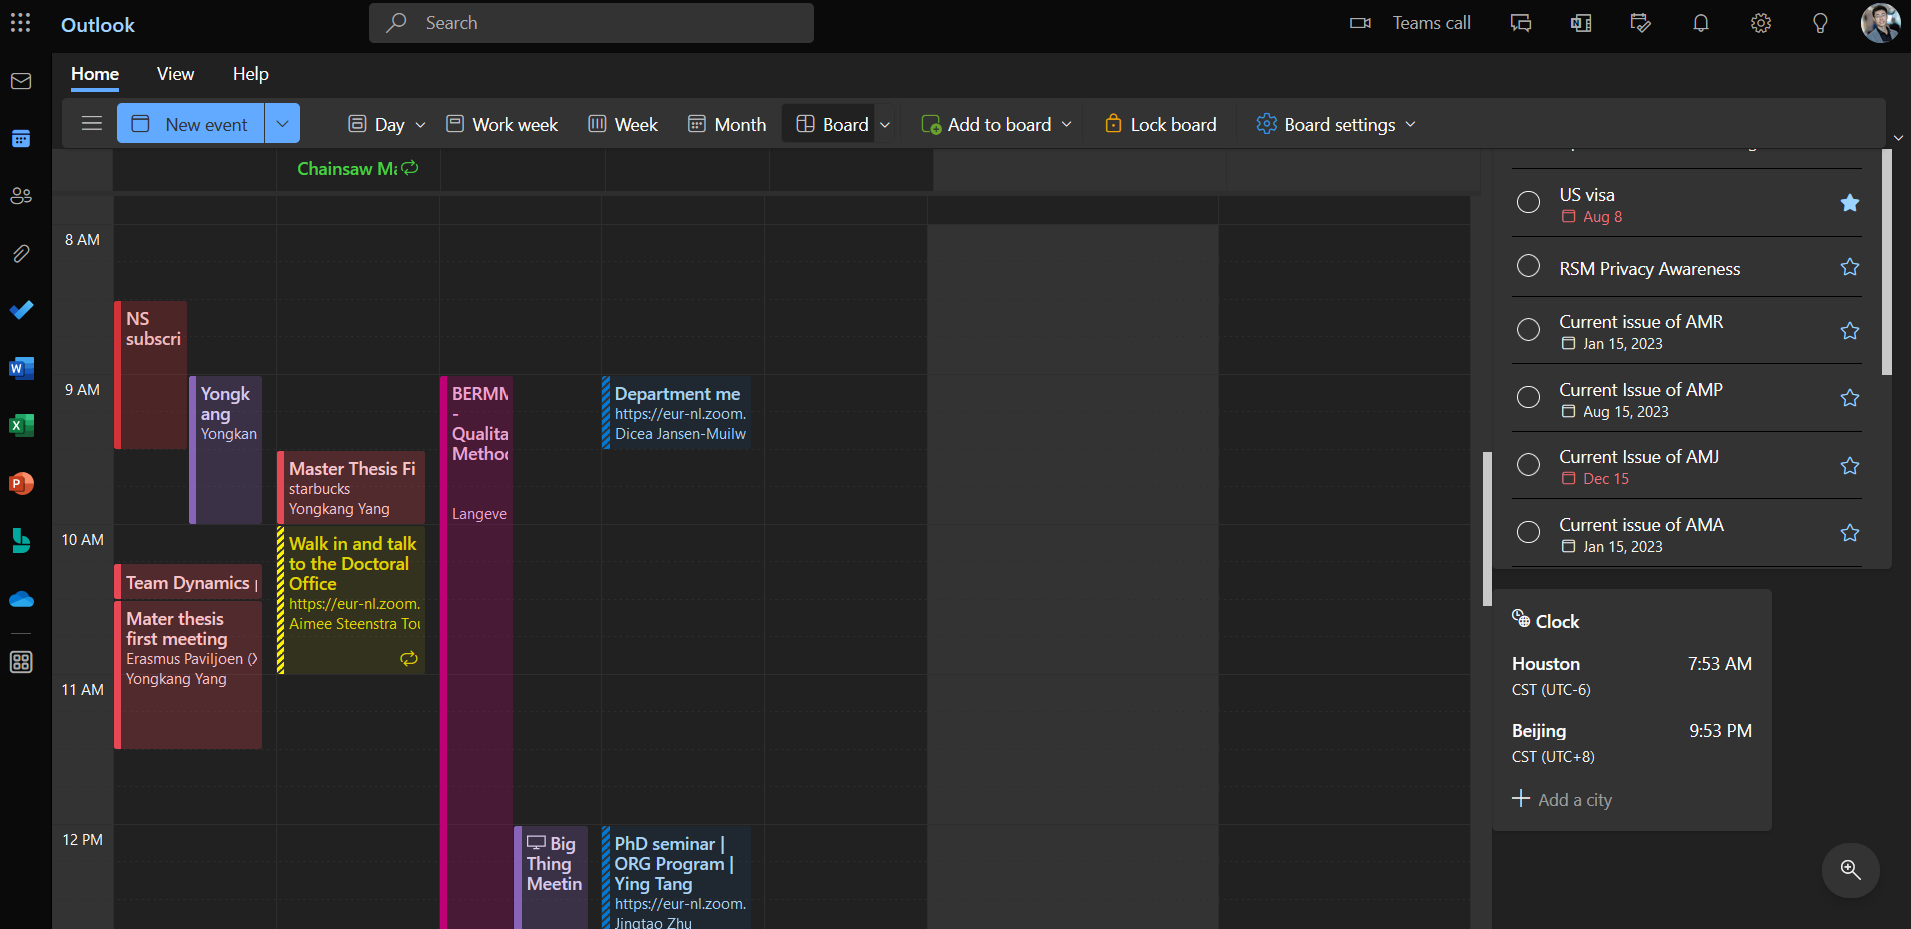 Outlook
Search
Teams call
Home View Help
New event
Day Work week Week Month Board Add to board Lock board Board settings
Chainsaw Ma
8 AM
9 AM
10 AM
11 AM
12 PM
NS
subscri
Yongk
ang
Yongkan
Team Dynamics
Mater thesis
first meeting
Erasmus Paviljoen (X
Yongkang Yang
Master Thesis Fi
starbucks
Yongkang Yang
Walk in and talk
to the Doctoral
Office
https://eur-nl.zoom.
Aimee Steenstra Tou
BERMM
-
Qualita
Method
Langeve
Big
Thing
Meetin
Department me
https://eur-nl.zoom.
Dicea Jansen-Muilw
PhD seminar |
ORG Program |
Ying Tang
https://eur-nl.zoom.
Jingtao Zhu
US visa
Aug 8
RSM Privacy Awareness
Current issue of AMR
Jan 15, 2023
Current Issue of AMP
Aug 15, 2023
Current Issue of AMJ
Dec 15
Current issue of AMA
Jan 15, 2023
Clock
Houston 7:53 AM
CST (UTC-6)
Beijing 9:53 PM
CST (UTC+8)
Add a city